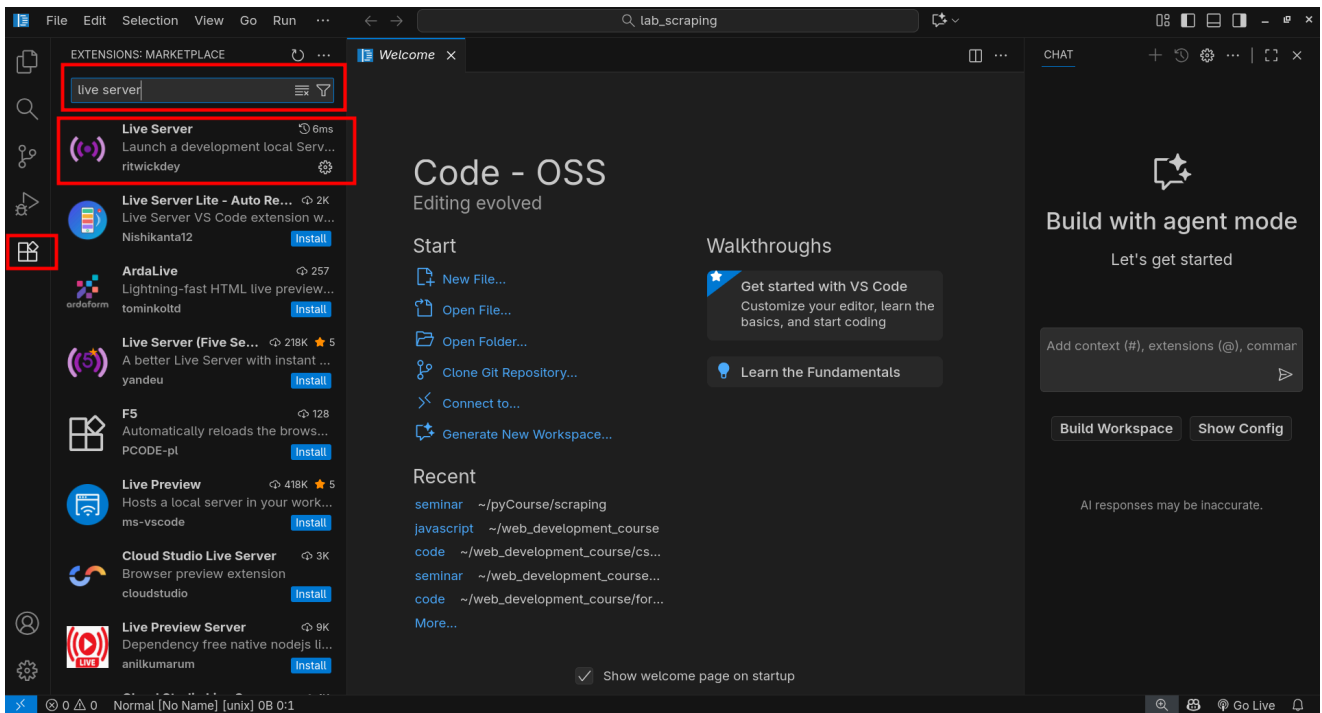 File Edit Selection View Go Run ···
lab_scraping
EXTENSIONS: MARKETPLACE
live server
Live Server 6ms
Launch a development local Serv...
ritwickdey
Live Server Lite - Auto Re... 2K
Live Server VS Code extension w...
Nishikanta12 Install
ArdaLive 257
Lightning-fast HTML live preview...
ardaform
tominkoltd Install
Live Server (Five Se... 218K 5
A better Live Server with instant ...
yandeu Install
F5 128
Automatically reloads the brows...
PCODE-pl Install
Live Preview 418K 5
Hosts a local server in your work...
ms-vscode Install
Cloud Studio Live Server 3K
Browser preview extension
cloudstudio Install
Live Preview Server 9K
Dependency free native nodejs li...
LIVE
anilkumarum Install
Welcome
Code - OSS
Editing evolved
Start
New File...
Open File...
Open Folder...
Clone Git Repository...
Connect to...
Generate New Workspace...
Recent
seminar ~/pyCourse/scraping
javascript ~/web_development_course
code ~/web_development_course/cs...
seminar ~/web_development_course...
code ~/web_development_course/for...
More...
Walkthroughs
Get started with VS Code
Customize your editor, learn the
basics, and start coding
Learn the Fundamentals
Show welcome page on startup
CHAT
Build with agent mode
Let's get started
Add context (#), extensions (@), commar
Build Workspace Show Config
AI responses may be inaccurate.
0 0 Normal [No Name] [unix] 0B 0:1
Go Live